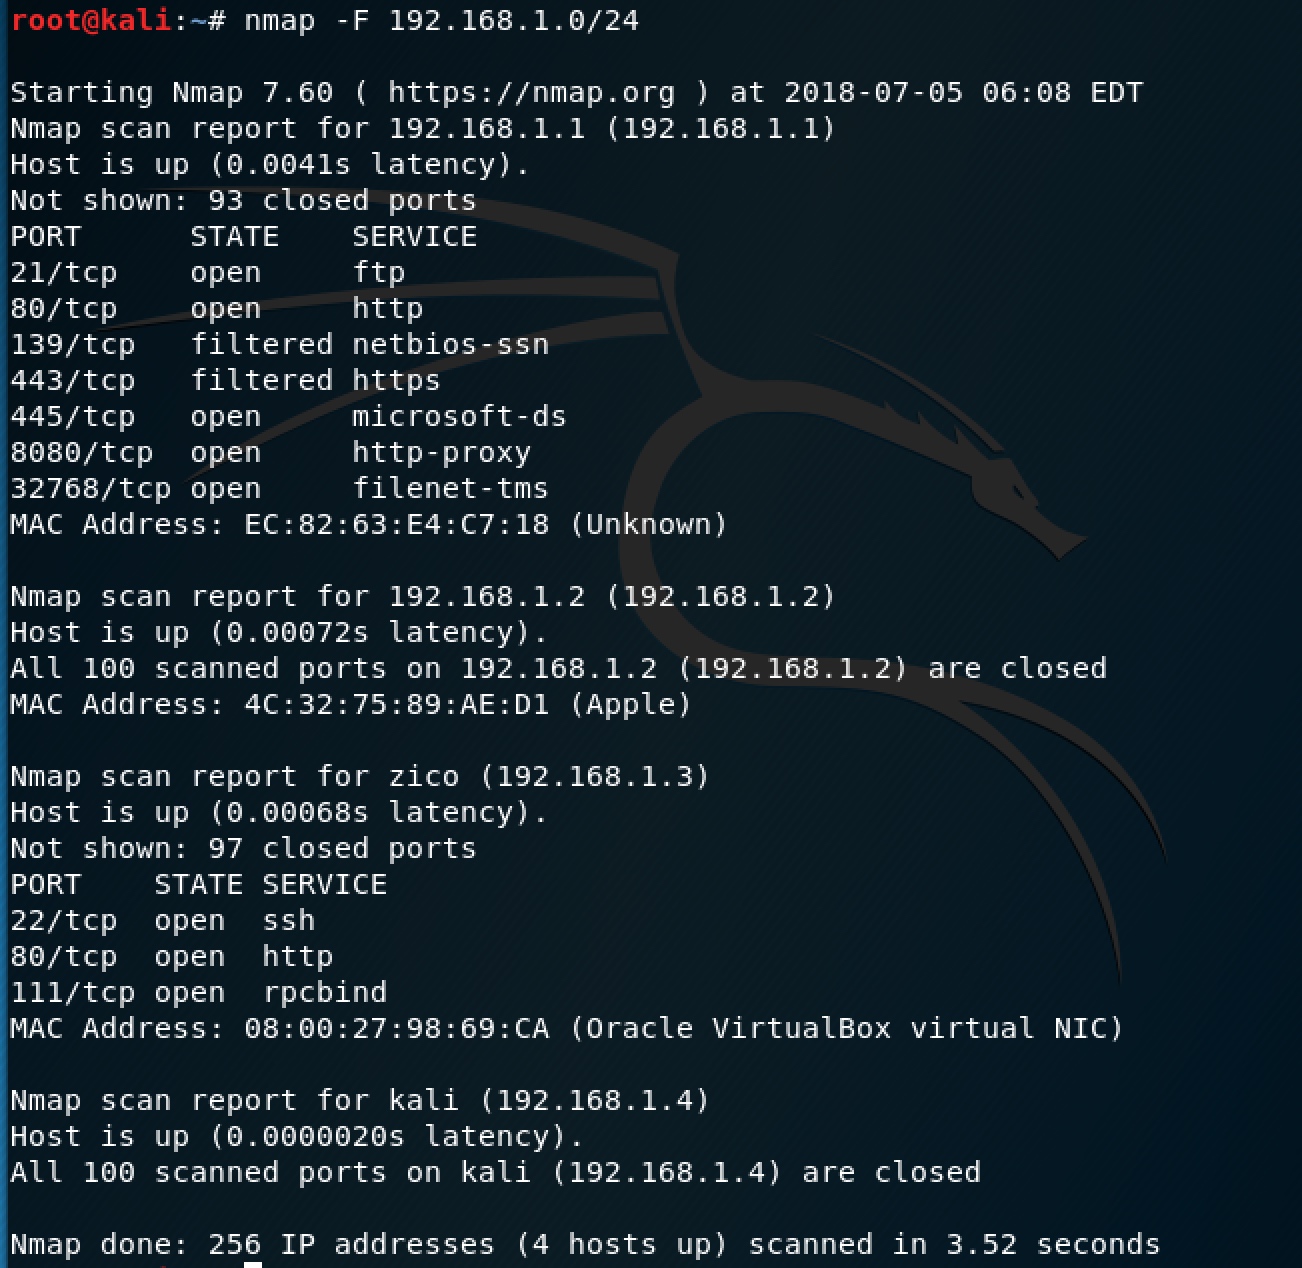 root@kali:~# nmap -F 192.168.1.0/24
Starting Nmap 7.60 ( https://nmap.org ) at 2018-07-05 06:08 EDT
Nmap scan report for 192.168.1.1 (192.168.1.1)
Host is up (0.0041s latency).
Not shown: 93 closed ports
PORT      STATE    SERVICE
21/tcp    open     ftp
80/tcp    open     http
139/tcp   filtered netbios-ssn
443/tcp   filtered https
445/tcp   open     microsoft-ds
8080/tcp  open     http-proxy
32768/tcp open     filenet-tms
MAC Address: EC:82:63:E4:C7:18 (Unknown)
Nmap scan report for 192.168.1.2 (192.168.1.2)
Host is up (0.00072s latency).
All 100 scanned ports on 192.168.1.2 (192.168.1.2) are closed
MAC Address: 4C:32:75:89:AE:D1 (Apple)
Nmap scan report for zico (192.168.1.3)
Host is up (0.00068s latency).
Not shown: 97 closed ports
PORT    STATE SERVICE
22/tcp  open  ssh
80/tcp  open  http
111/tcp open  rpcbind
MAC Address: 08:00:27:98:69:CA (Oracle VirtualBox virtual NIC)
Nmap scan report for kali (192.168.1.4)
Host is up (0.0000020s latency).
All 100 scanned ports on kali (192.168.1.4) are closed
Nmap done: 256 IP addresses (4 hosts up) scanned in 3.52 seconds